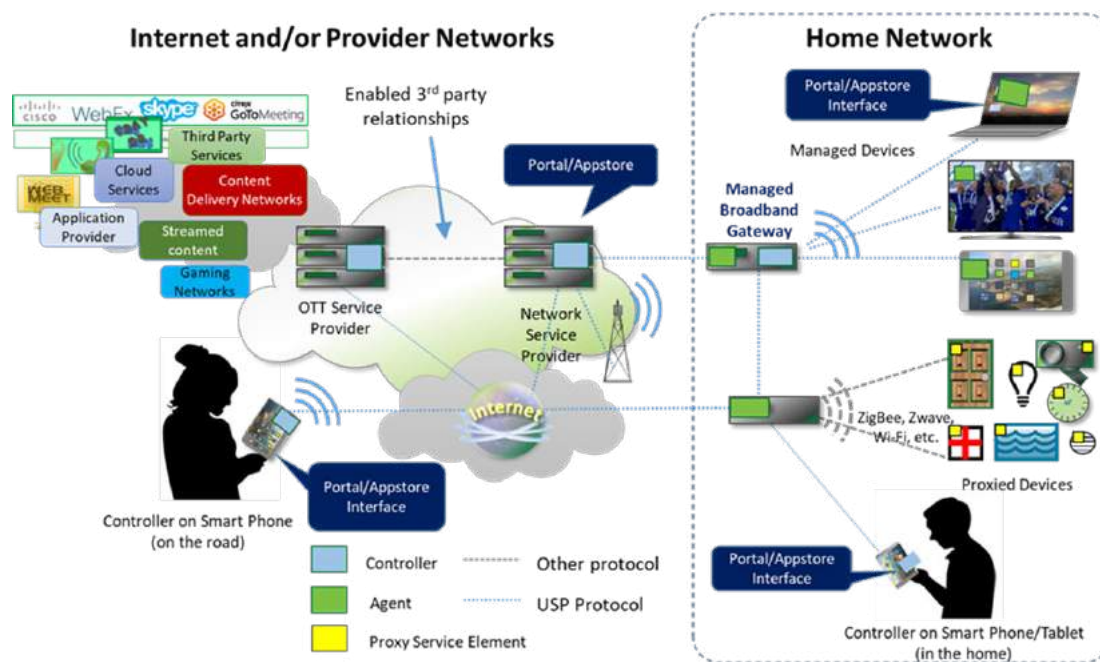 Internet and/or Provider Networks
Home Network
CISCO
WebEx
skype
citrix
GoToMeeting
Third Party
Services
Cloud
Services
Content
Delivery Networks
WEB
MEET
Application
Provider
Streamed
content
Gaming
Networks
Enabled 3rd party
relationships
Portal/Appstore
OTT Service
Provider
Network
Service
Provider
Internet
Portal/Appstore
Interface
Managed Devices
Managed
Broadband
Gateway
ZigBee, Zwave,
Wi-Fi, etc.
Proxied Devices
Portal/Appstore
Interface
Controller on Smart Phone
(on the road)
Portal/Appstore
Interface
Controller on Smart Phone/Tablet
(in the home)
Controller
Other protocol
Agent
USP Protocol
Proxy Service Element